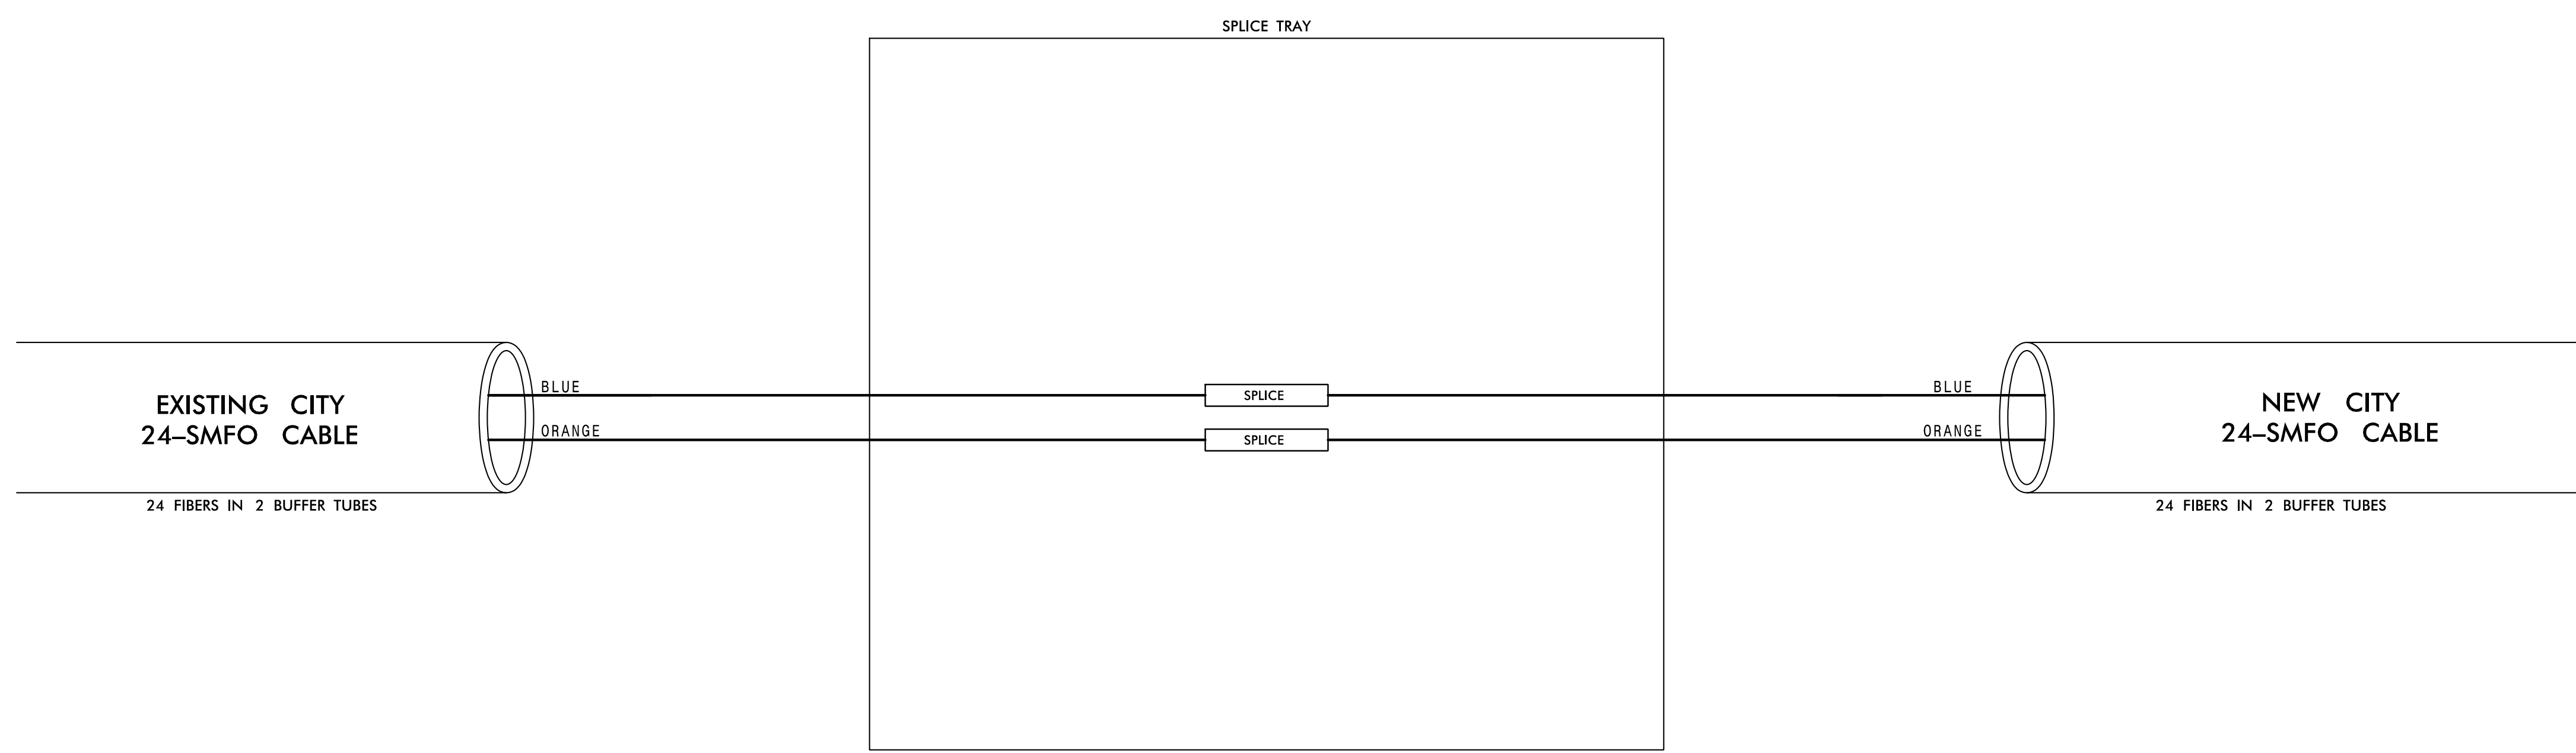 SPLICE TRAY
BLUE
SPLICE
BLUE
EXISTING CITY
24-SMFO CABLE
NEW CITY
24-SMFO CABLE
ORANGE
SPLICE
ORANGE
24 FIBERS IN 2 BUFFER TUBES
24 FIBERS IN 2 BUFFER TUBES